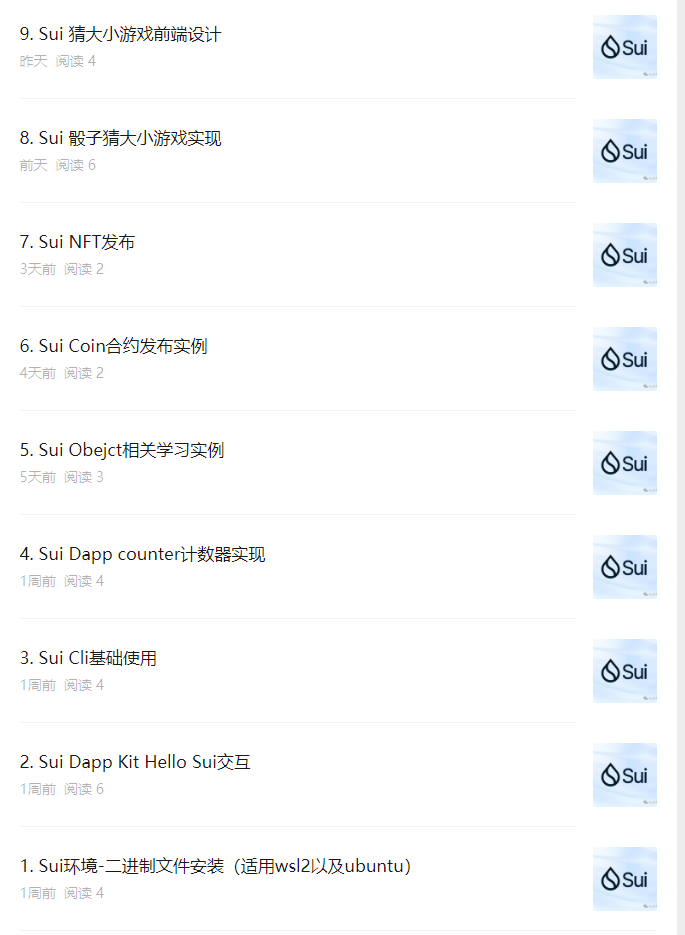 9. Sui 猜大小游戏前端设计
Sui
昨天 阅读 4
8. Sui 骰子猜大小游戏实现
Sui
前天 阅读 6
7. Sui NFT发布
Sui
3天前 阅读 2
6. Sui Coin合约发布实例
Sui
4天前 阅读 2
5. Sui Obejct相关学习实例
Sui
5天前 阅读 3
4. Sui Dapp counter计数器实现
Sui
1周前 阅读 4
3. Sui Cli基础使用
Sui
1周前 阅读 4
2. Sui Dapp Kit Hello Sui交互
Sui
1周前 阅读 6
1. Sui环境-二进制文件安装（适用wsl2以及ubuntu）
Sui
1周前 阅读 4